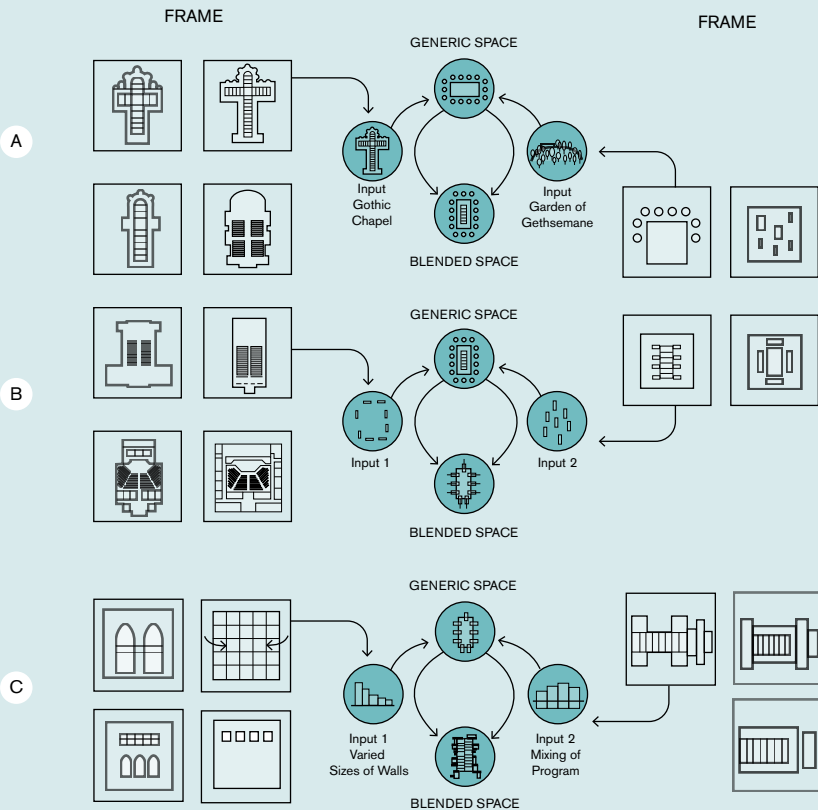 FRAME
FRAME
A
GENERIC SPACE
Input
Gothic
Chapel
Input
Garden of
Gethsemane
BLENDED SPACE
B
GENERIC SPACE
Input 1
Input 2
BLENDED SPACE
C
GENERIC SPACE
Input 1
Varied
Sizes of Walls
Input 2
Mixing of
Program
BLENDED SPACE